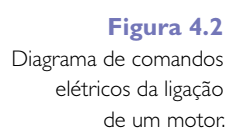 Figura 4.2
Diagrama de comandos
elétricos da ligação
de um motor.